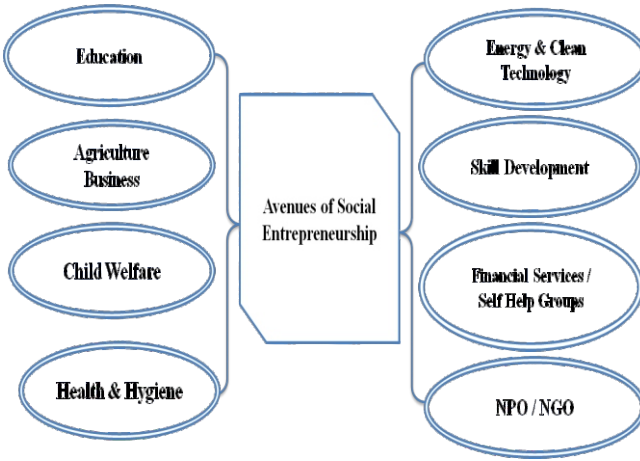 Education
Agriculture
Business
Child Welfare
Health & Hygiene
Avenues of Social
Entrepreneurship
Energy & Clean
Technology
Skill Development
Financial Services /
Self Help Groups
NPO / NGO